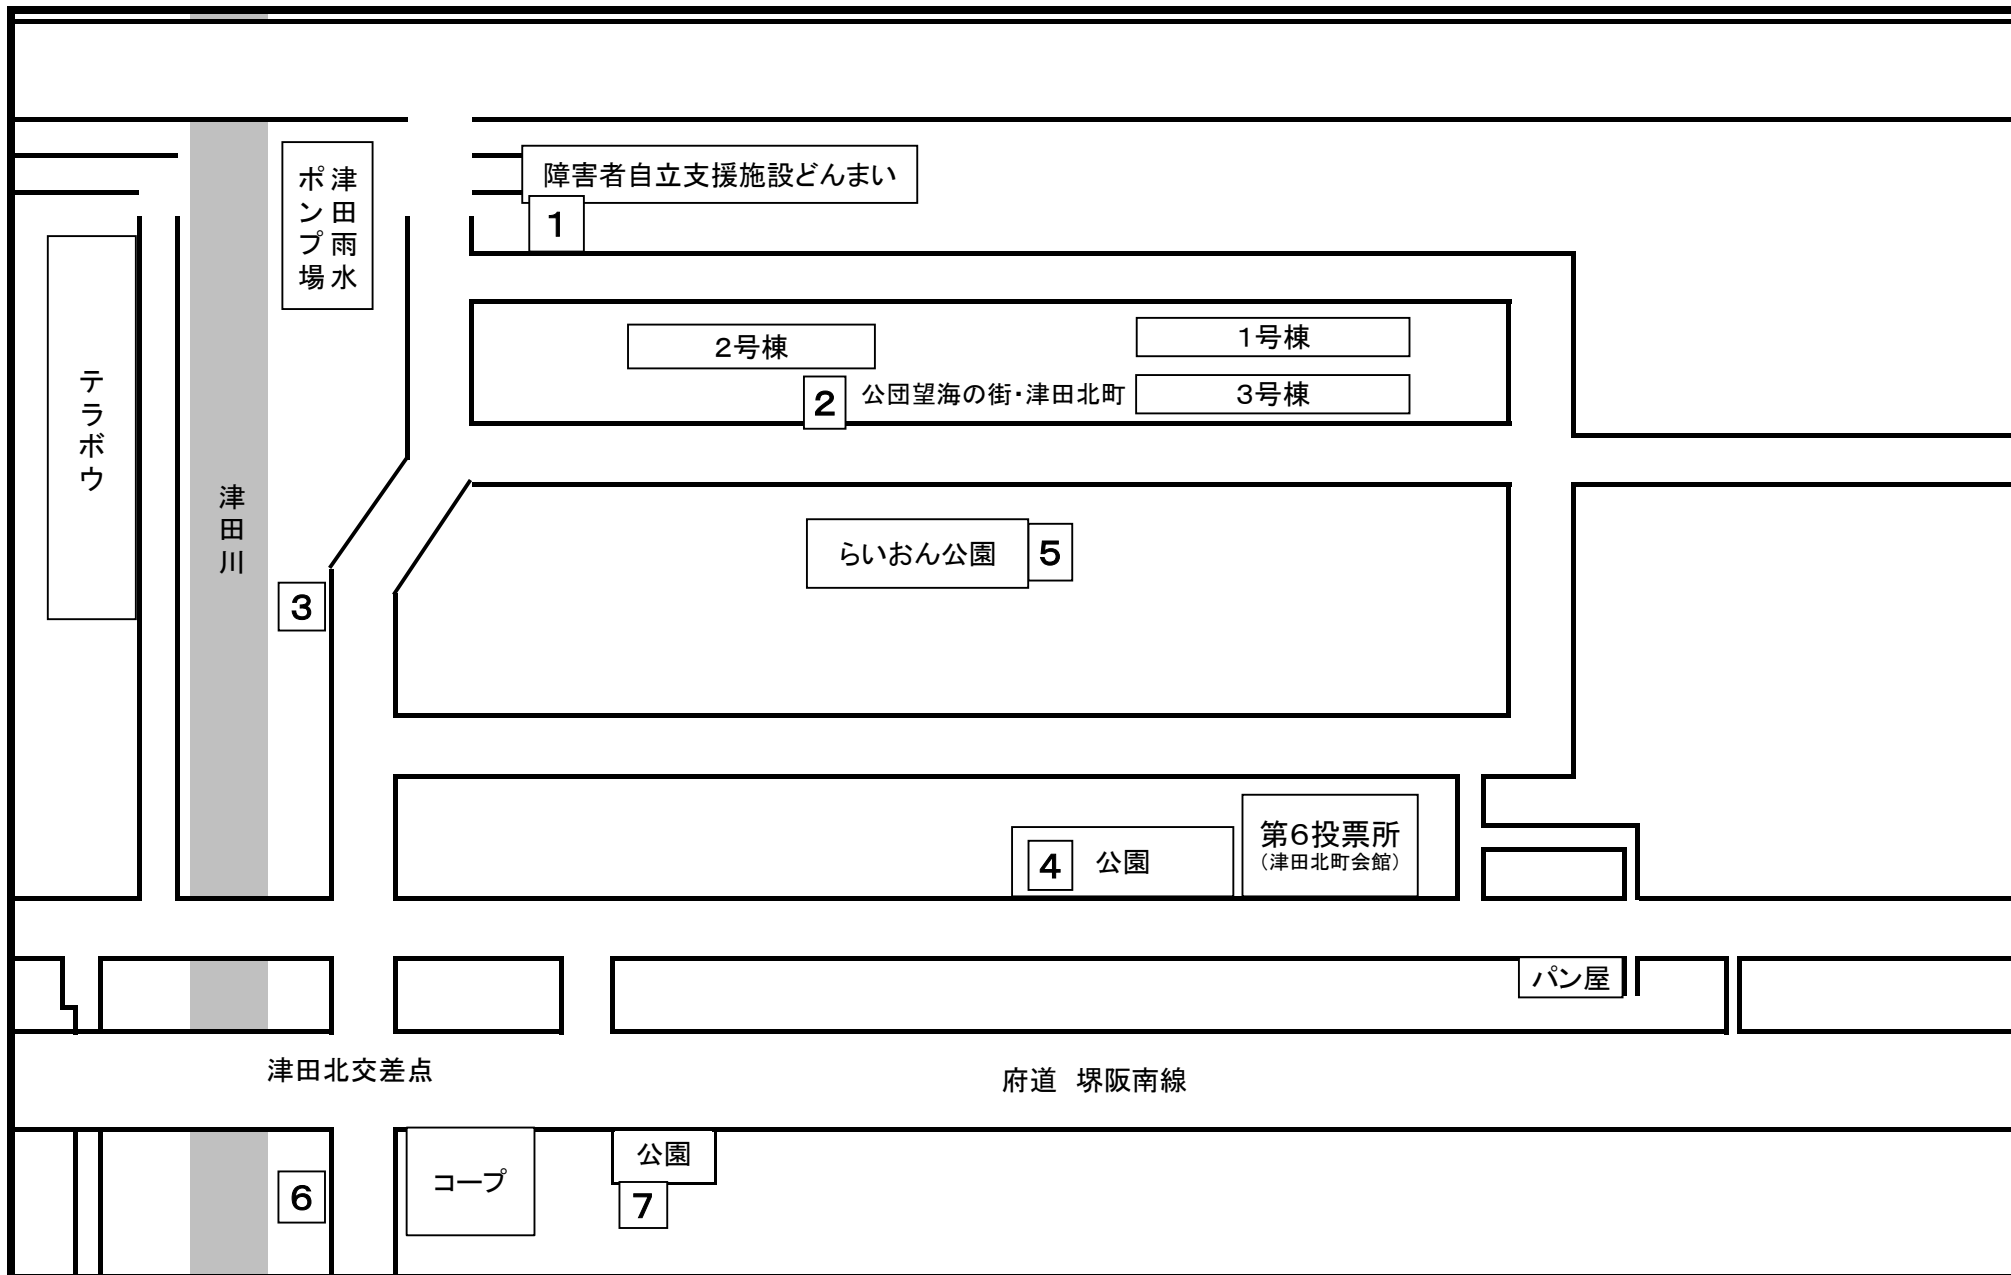 障害者自立支援施設どんまい
1
津田雨水
ポンプ場
テラボウ
2号棟
1号棟
2
公団望海の街・津田北町
3号棟
津田川
らいおん公園
5
3
4
公園
第6投票所
(津田北町会館)
パン屋
津田北交差点
府道 堺阪南線
コープ
公園
6
7